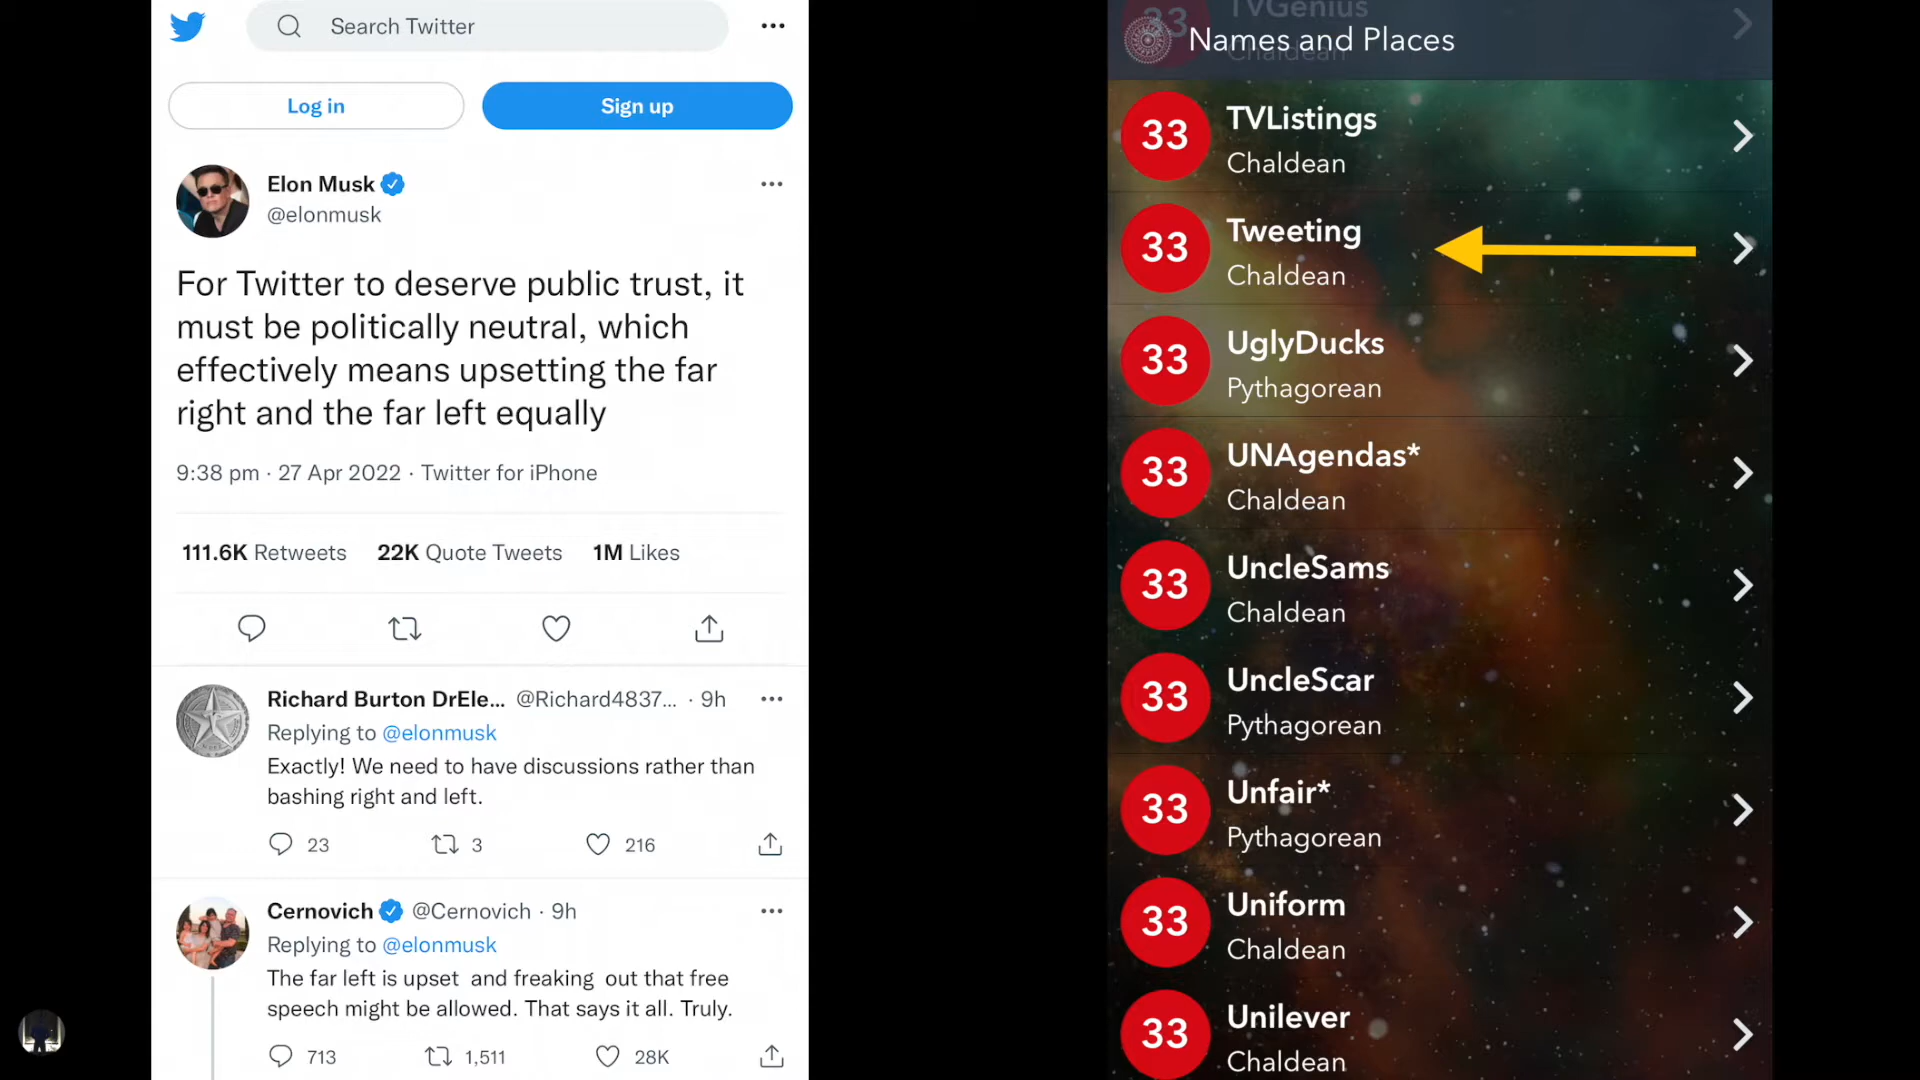 Search Twitter
Log in
Sign up
Elon Musk
@elonmusk
For Twitter to deserve public trust, it
must be politically neutral, which
effectively means upsetting the far
right and the far left equally
9:38 pm · 27 Apr 2022 · Twitter for iPhone
111.6K Retweets 22K Quote Tweets 1M Likes
Richard Burton DrEle... @Richard4837... · 9h
Replying to @elonmusk
Exactly! We need to have discussions rather than
bashing right and left.
23 3 216
Cernovich @Cernovich · 9h
Replying to @elonmusk
The far left is upset and freaking out that free
speech might be allowed. That says it all. Truly.
713 1,511 28K
33 TVGenius
Chaldean
Names and Places
33 TVListings
Chaldean
33 Tweeting
Chaldean
33 UglyDucks
Pythagorean
33 UNAgendas*
Chaldean
33 UncleSams
Chaldean
33 UncleScar
Pythagorean
33 Unfair*
Pythagorean
33 Uniform
Chaldean
33 Unilever
Chaldean